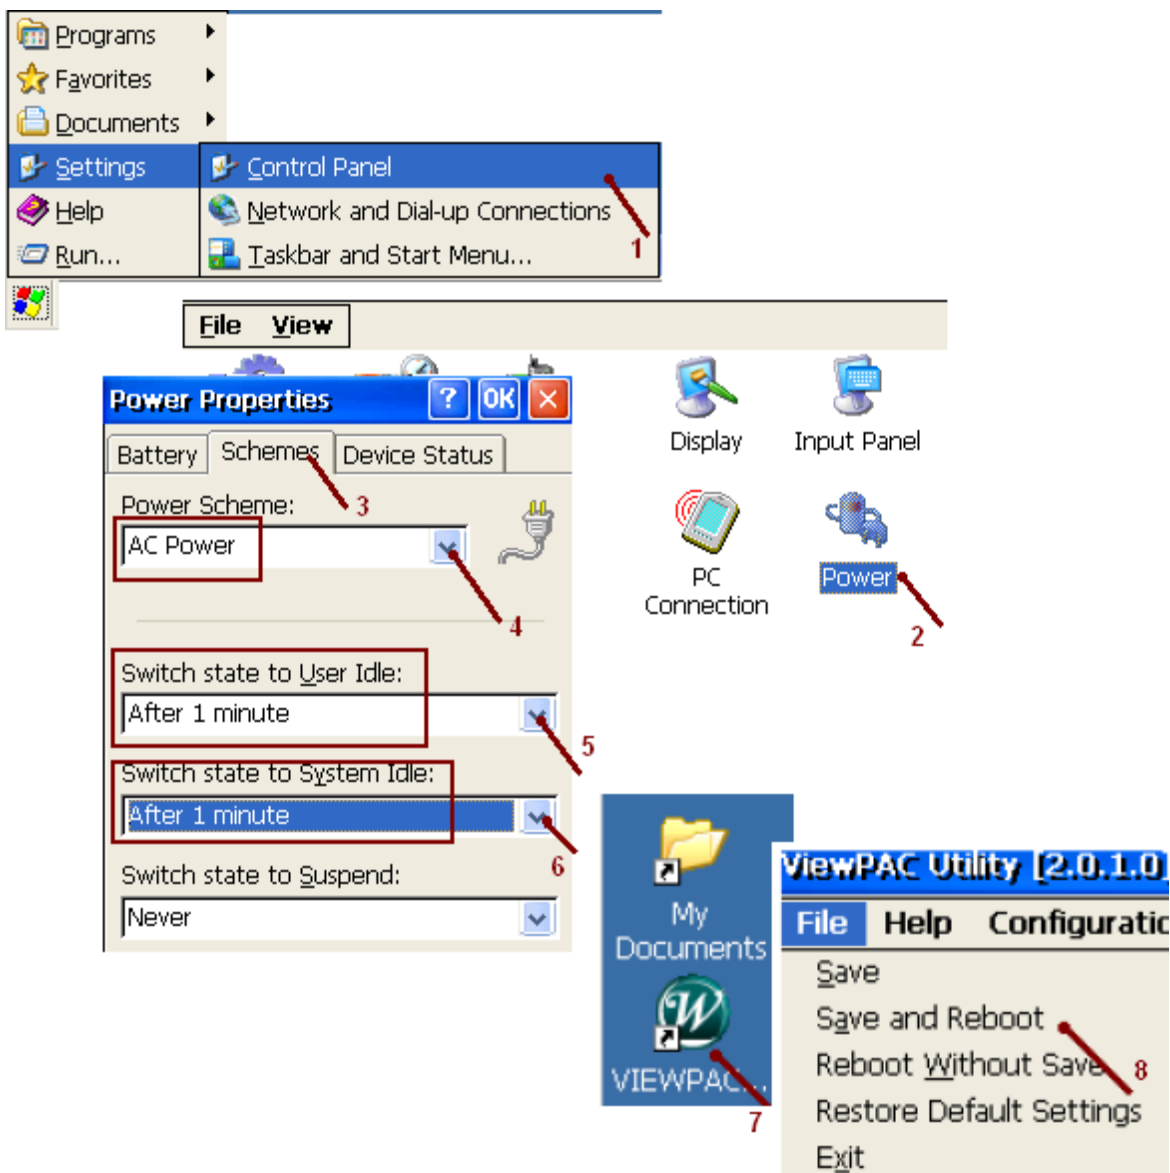 Programs
Favorites
Documents
Settings
Control Panel
Help
Network and Dial-up Connections
Run...
Taskbar and Start Menu...
1
File View
Power Properties ? OK
Battery Schemes Device Status
3
Power Scheme:
AC Power
4
Switch state to User Idle:
After 1 minute
5
Switch state to System Idle:
After 1 minute
6
Switch state to Suspend:
Never
Display
Input Panel
PC
Connection
Power
2
My
Documents
VIEWPAC...
7
ViewPAC Utility [2.0.1.0]
File Help Configuratio
Save
Save and Reboot
Reboot Without Save
8
Restore Default Settings
Exit